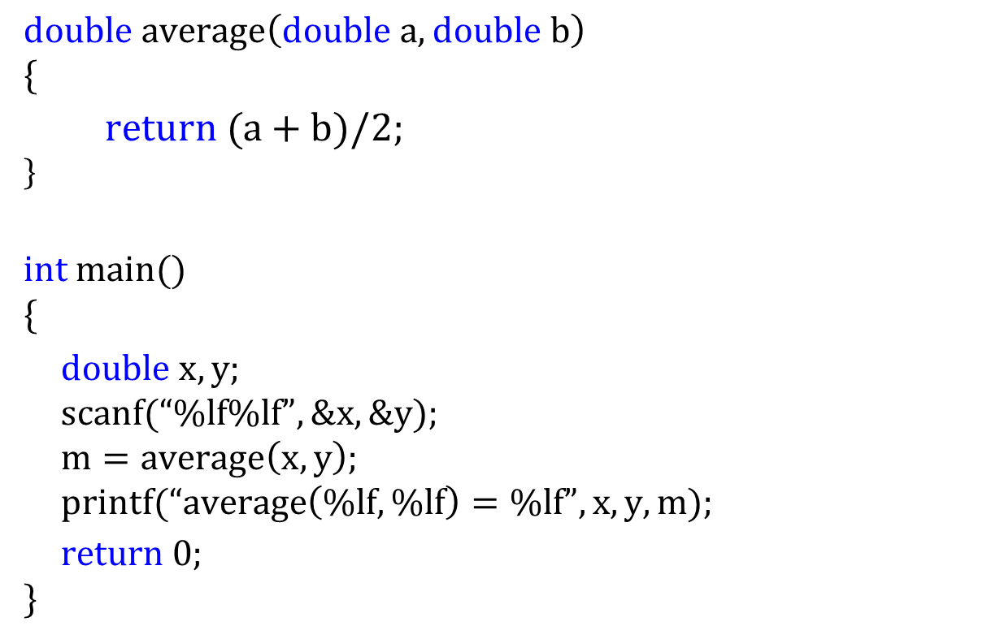 double average(double a, double b)
{
return (a + b)/2;
}
int main()
{
double x, y;
scanf(“%lf%lf”, &x, &y);
m = average(x, y);
printf(“average(%lf, %lf) = %lf”, x, y, m);
return 0;
}